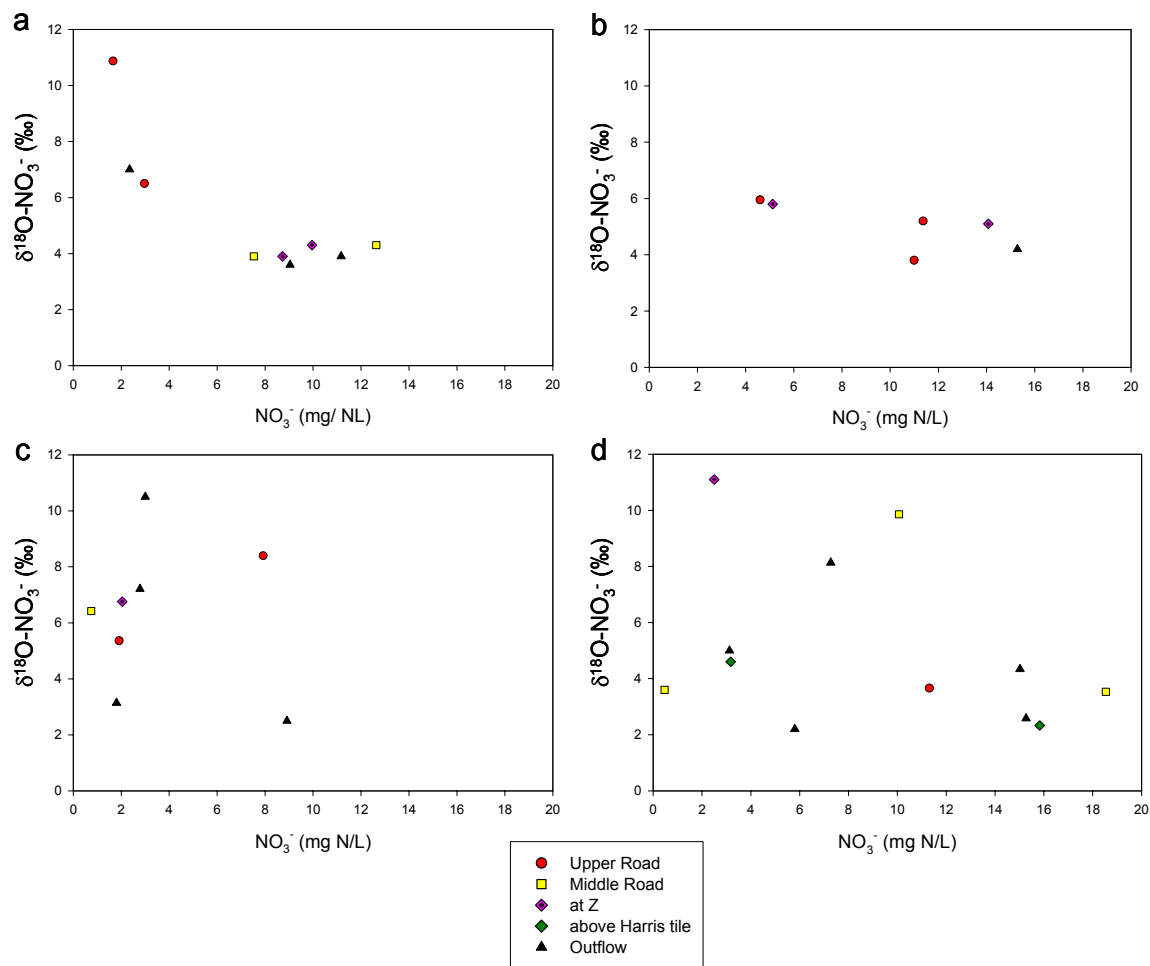 a
12
10
8
6
4
2
0
δ¹⁸O-NO₃⁻ (‰)
0 2 4 6 8 10 12 14 16 18 20
NO₃⁻ (mg/ NL)
b
12
10
8
6
4
2
0
δ¹⁸O-NO₃⁻ (‰)
0 2 4 6 8 10 12 14 16 18 20
NO₃⁻ (mg N/L)
c
12
10
8
6
4
2
0
δ¹⁸O-NO₃⁻ (‰)
0 2 4 6 8 10 12 14 16 18 20
NO₃⁻ (mg N/L)
d
12
10
8
6
4
2
0
δ¹⁸O-NO₃⁻ (‰)
0 2 4 6 8 10 12 14 16 18 20
NO₃⁻ (mg N/L)
Upper Road
Middle Road
at Z
above Harris tile
Outflow